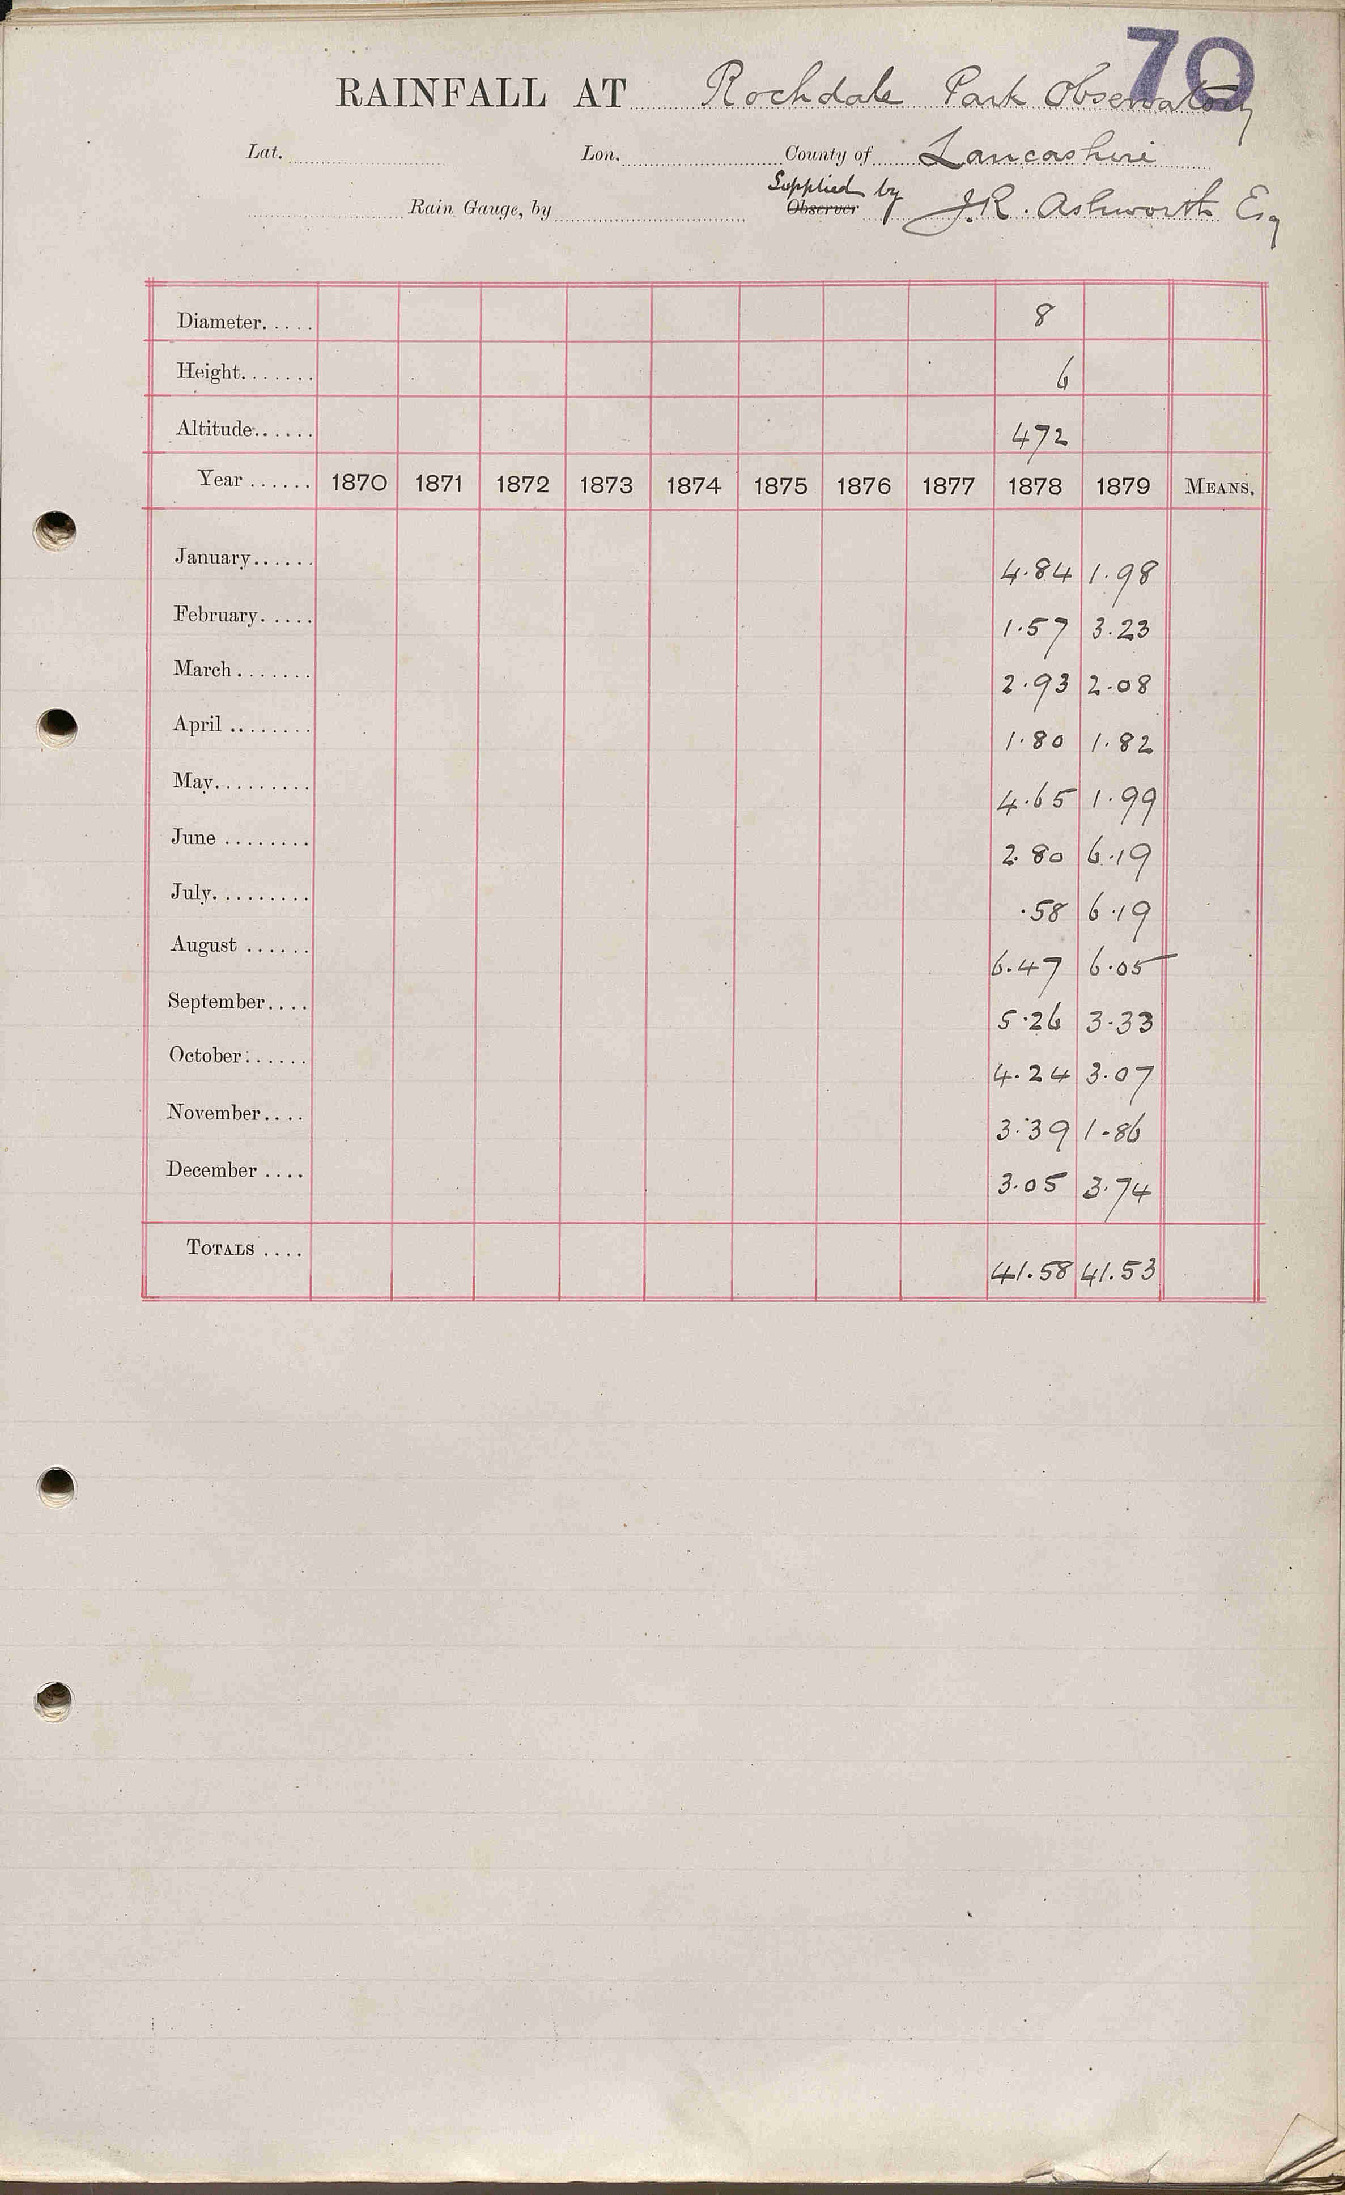 70
RAINFALL AT Rochdale Park Observatory
Lat. Lon. County of Lancashire
Supplied by
Rain Gauge, by Observer J.R. Ashworth Esq
Diameter..... 8
Height....... 6
Altitude...... 472
Year ...... 1870 1871 1872 1873 1874 1875 1876 1877 1878 1879 MEANS.
January...... 4.84 1.98
February..... 1.57 3.23
March ....... 2.93 2.08
April ........ 1.80 1.82
May......... 4.65 1.99
June ........ 2.80 6.19
July......... .58 6.19
August ...... 6.47 6.05
September.... 5.26 3.33
October...... 4.24 3.07
November.... 3.39 1.86
December .... 3.05 3.74
TOTALS .... 41.58 41.53